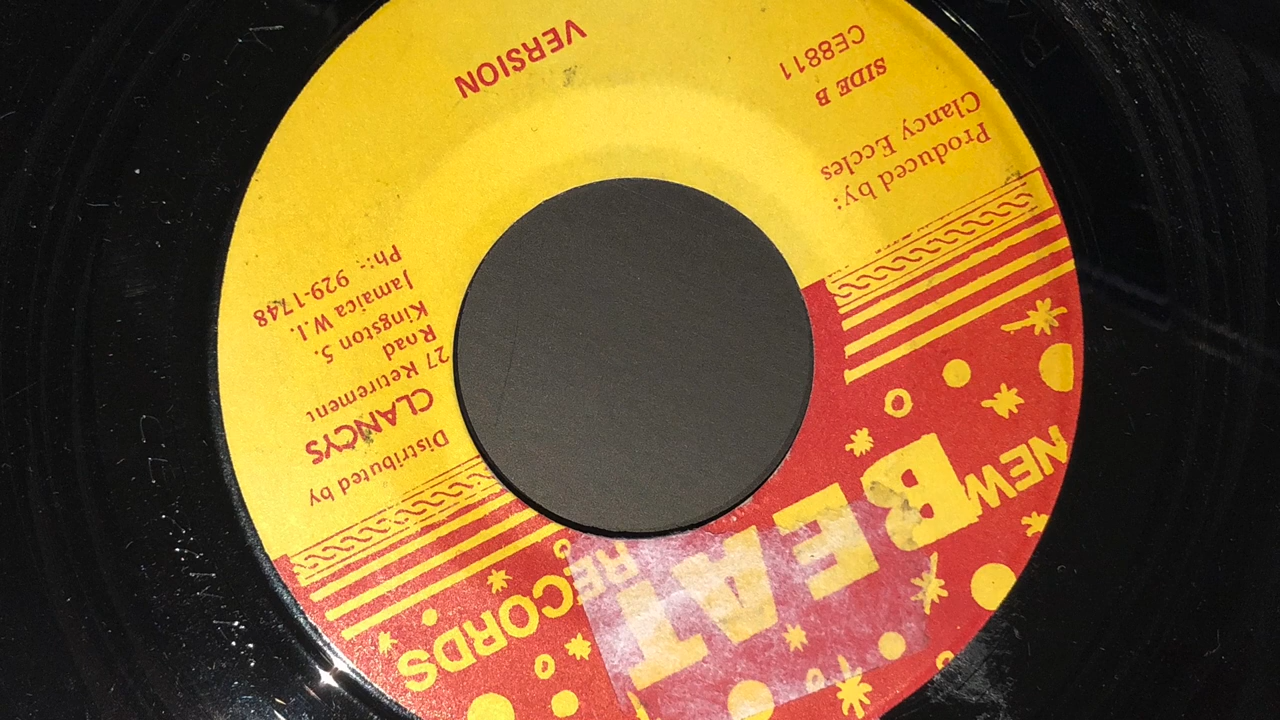 NEW BEAT
RECORDS
Distributed by
CLANCYS
27 Retirement
Road
Kingston 5.
Jamaica W.I.
Ph:- 929-1748
Produced by:
Clancy Eccles
SIDE B
CE8811
VERSION